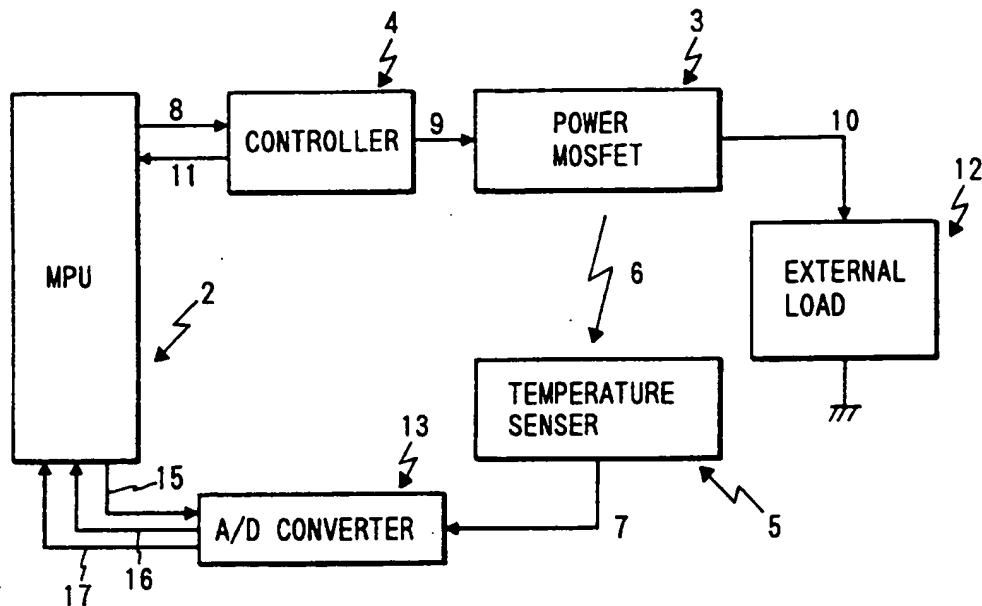 4
3
8
CONTROLLER
9
POWER
MOSFET
10
11
12
MPU
EXTERNAL
LOAD
6
2
TEMPERATURE
SENSER
13
15
A/D CONVERTER
7
5
16
17